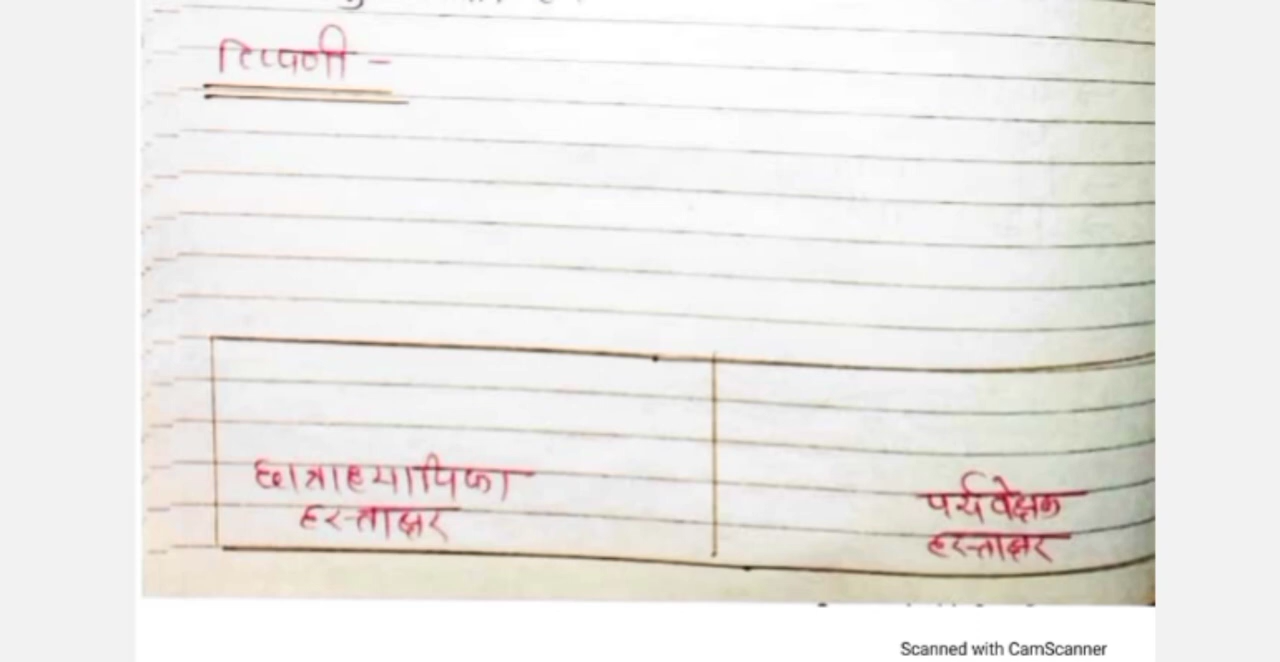 टिप्पणी -
छात्राध्यापिका
हस्ताक्षर
पर्यवेक्षक
हस्ताक्षर
Scanned with CamScanner